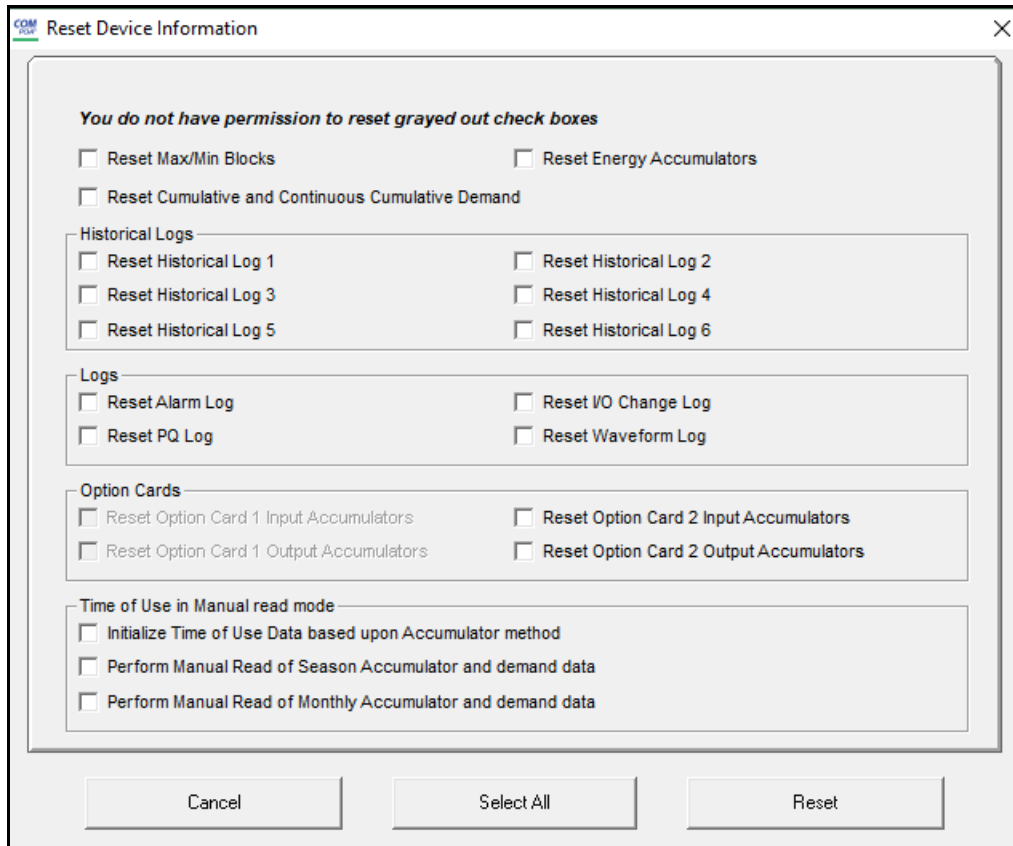 COM
PQA
Reset Device Information
You do not have permission to reset grayed out check boxes
Reset Max/Min Blocks
Reset Energy Accumulators
Reset Cumulative and Continuous Cumulative Demand
Historical Logs
Reset Historical Log 1
Reset Historical Log 2
Reset Historical Log 3
Reset Historical Log 4
Reset Historical Log 5
Reset Historical Log 6
Logs
Reset Alarm Log
Reset I/O Change Log
Reset PQ Log
Reset Waveform Log
Option Cards
Reset Option Card 1 Input Accumulators
Reset Option Card 2 Input Accumulators
Reset Option Card 1 Output Accumulators
Reset Option Card 2 Output Accumulators
Time of Use in Manual read mode
Initialize Time of Use Data based upon Accumulator method
Perform Manual Read of Season Accumulator and demand data
Perform Manual Read of Monthly Accumulator and demand data
Cancel
Select All
Reset